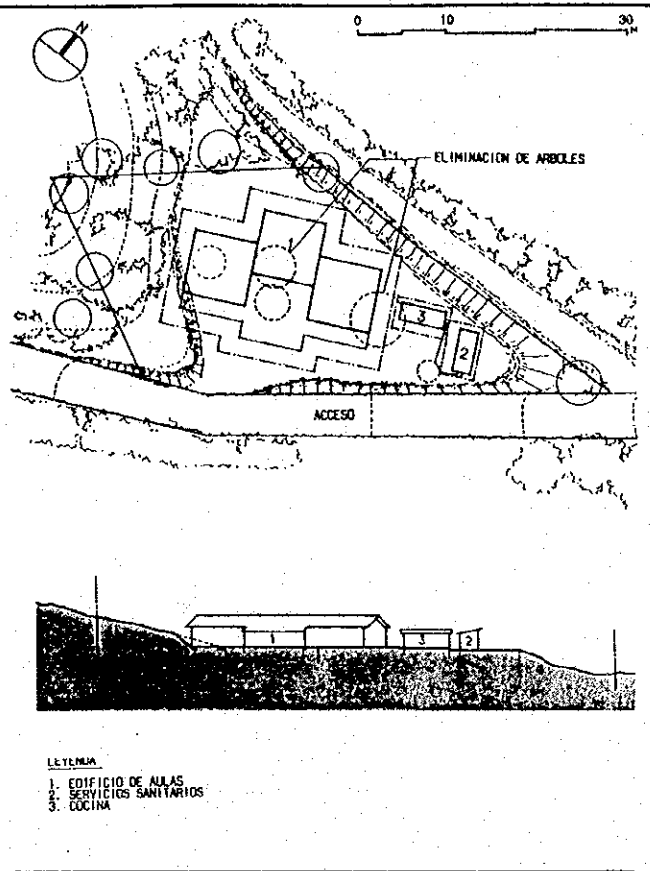 N
0 10 30
M
ELIMINACION DE ARBOLES
1
3
2
ACCESO
1 3 2
LEYENDA
1. EDIFICIO DE AULAS
2. SERVICIOS SANITARIOS
3. COCINA